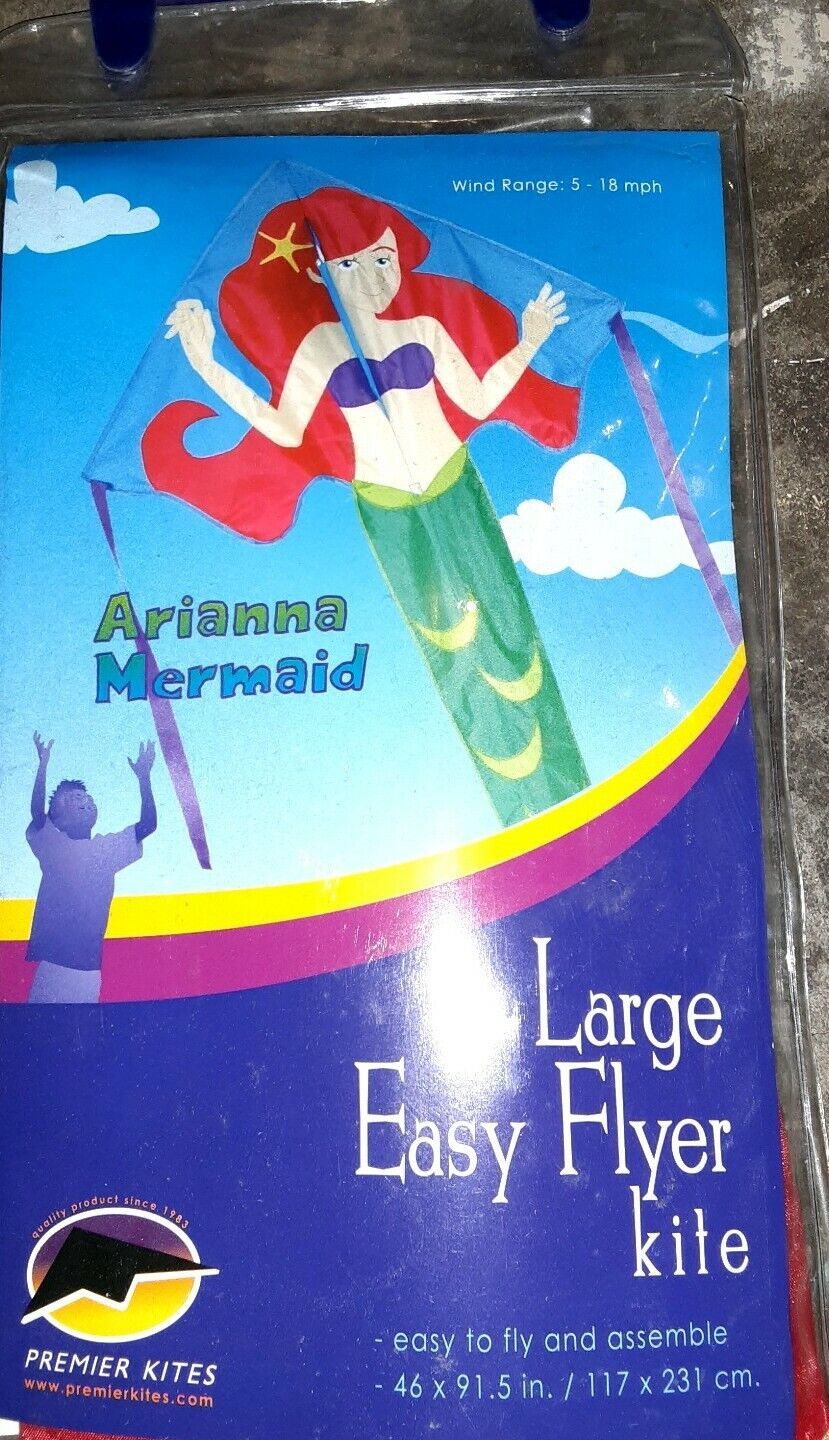 Wind Range: 5 - 18 mph
Arianna
Mermaid
Large
Easy Flyer
kite
quality product since 1983
PREMIER KITES
www.premierkites.com
- easy to fly and assemble
- 46 x 91.5 in. / 117 x 231 cm.